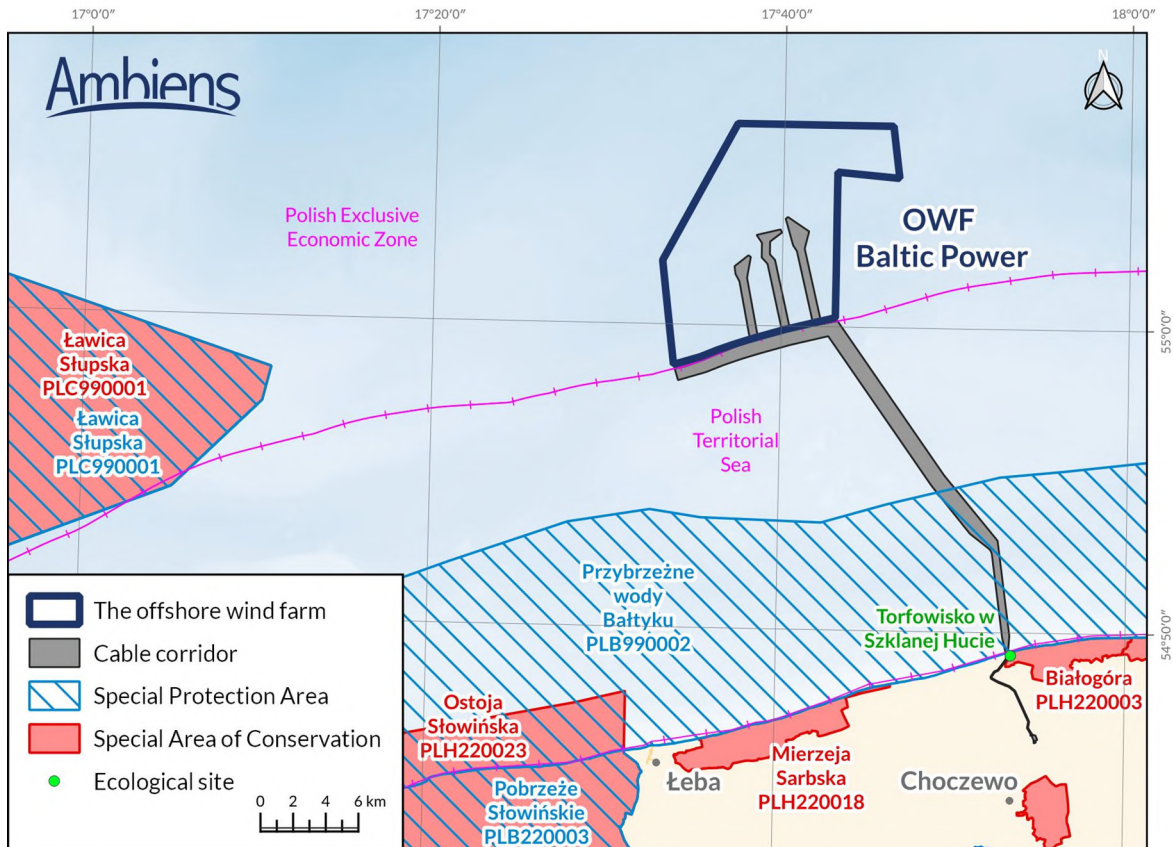 17°0′0″
17°20′0″
17°40′0″
18°0′0″
Ambiens
N
OWF
Baltic Power
Polish Exclusive
Economic Zone
55°0′0″
Ławica
Słupska
PLC990001
Ławica
Słupska
PLC990001
Polish
Territorial
Sea
Przybrzeżne
wody
Bałtyku
PLB990002
Torfowisko w
Szklanej Hucie
54°50′0″
Białogóra
PLH220003
Ostoja
Słowińska
PLH220023
Mierzeja
Sarbska
PLH220018
Łeba
Choczewo
Pobrzeże
Słowińskie
PLB220003
The offshore wind farm
Cable corridor
Special Protection Area
Special Area of Conservation
Ecological site
0 2 4 6 km